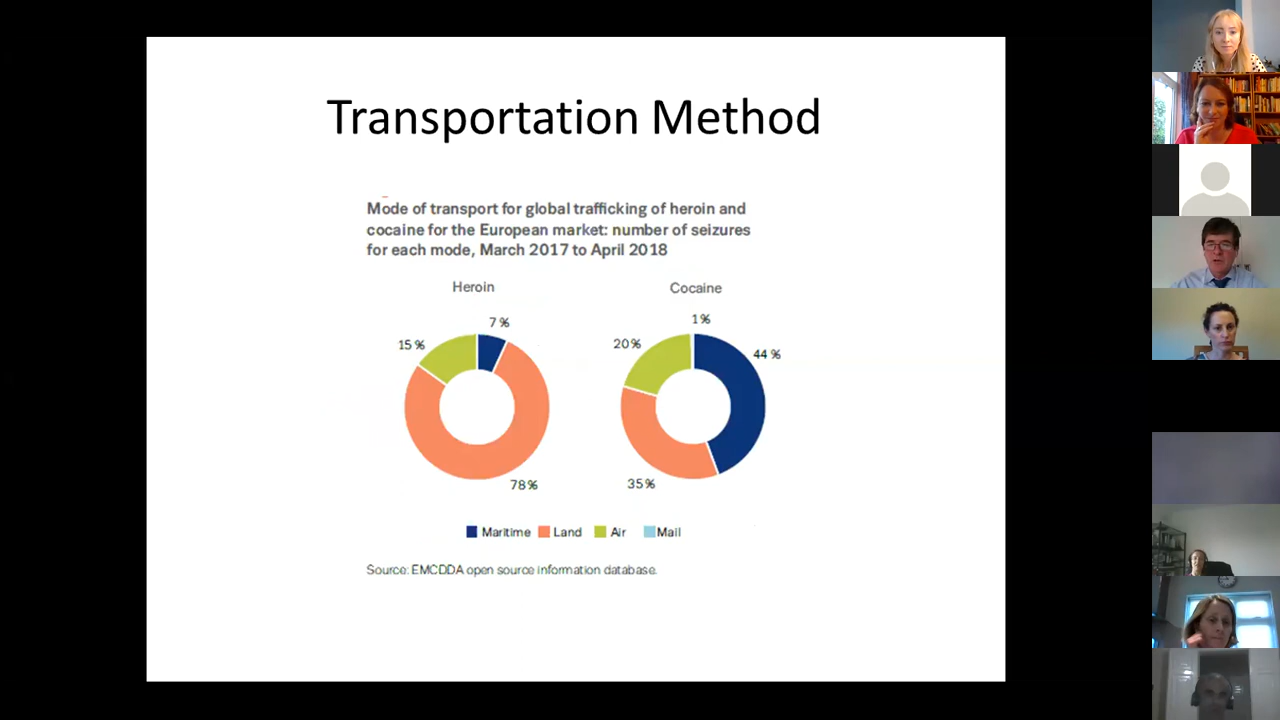 Transportation Method
Mode of transport for global trafficking of heroin and
cocaine for the European market: number of seizures
for each mode, March 2017 to April 2018
Heroin
Cocaine
7 %
15 %
78 %
1 %
20 %
44 %
35 %
Maritime Land Air Mail
Source: EMCDDA open source information database.